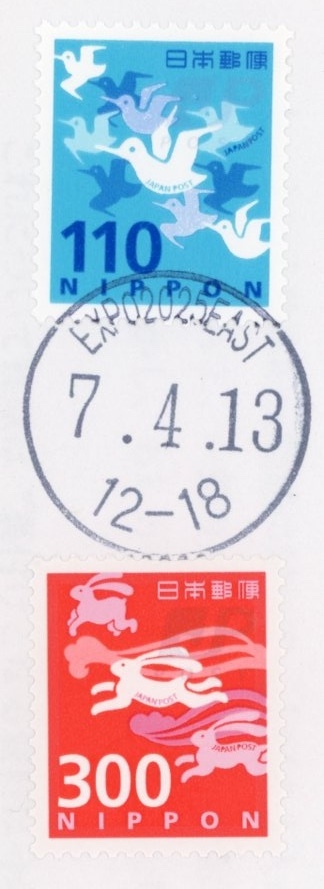 日本郵便
JAPAN POST
JAPAN POST
110
NIPPON
EXPO2025EAST
7.4.13
12-18
日本郵便
JAPAN POST
JAPAN POST
300
NIPPON